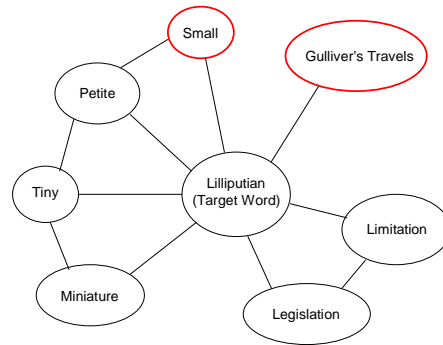 Small
Gulliver's Travels
Petite
Tiny
Lilliputian
(Target Word)
Limitation
Miniature
Legislation